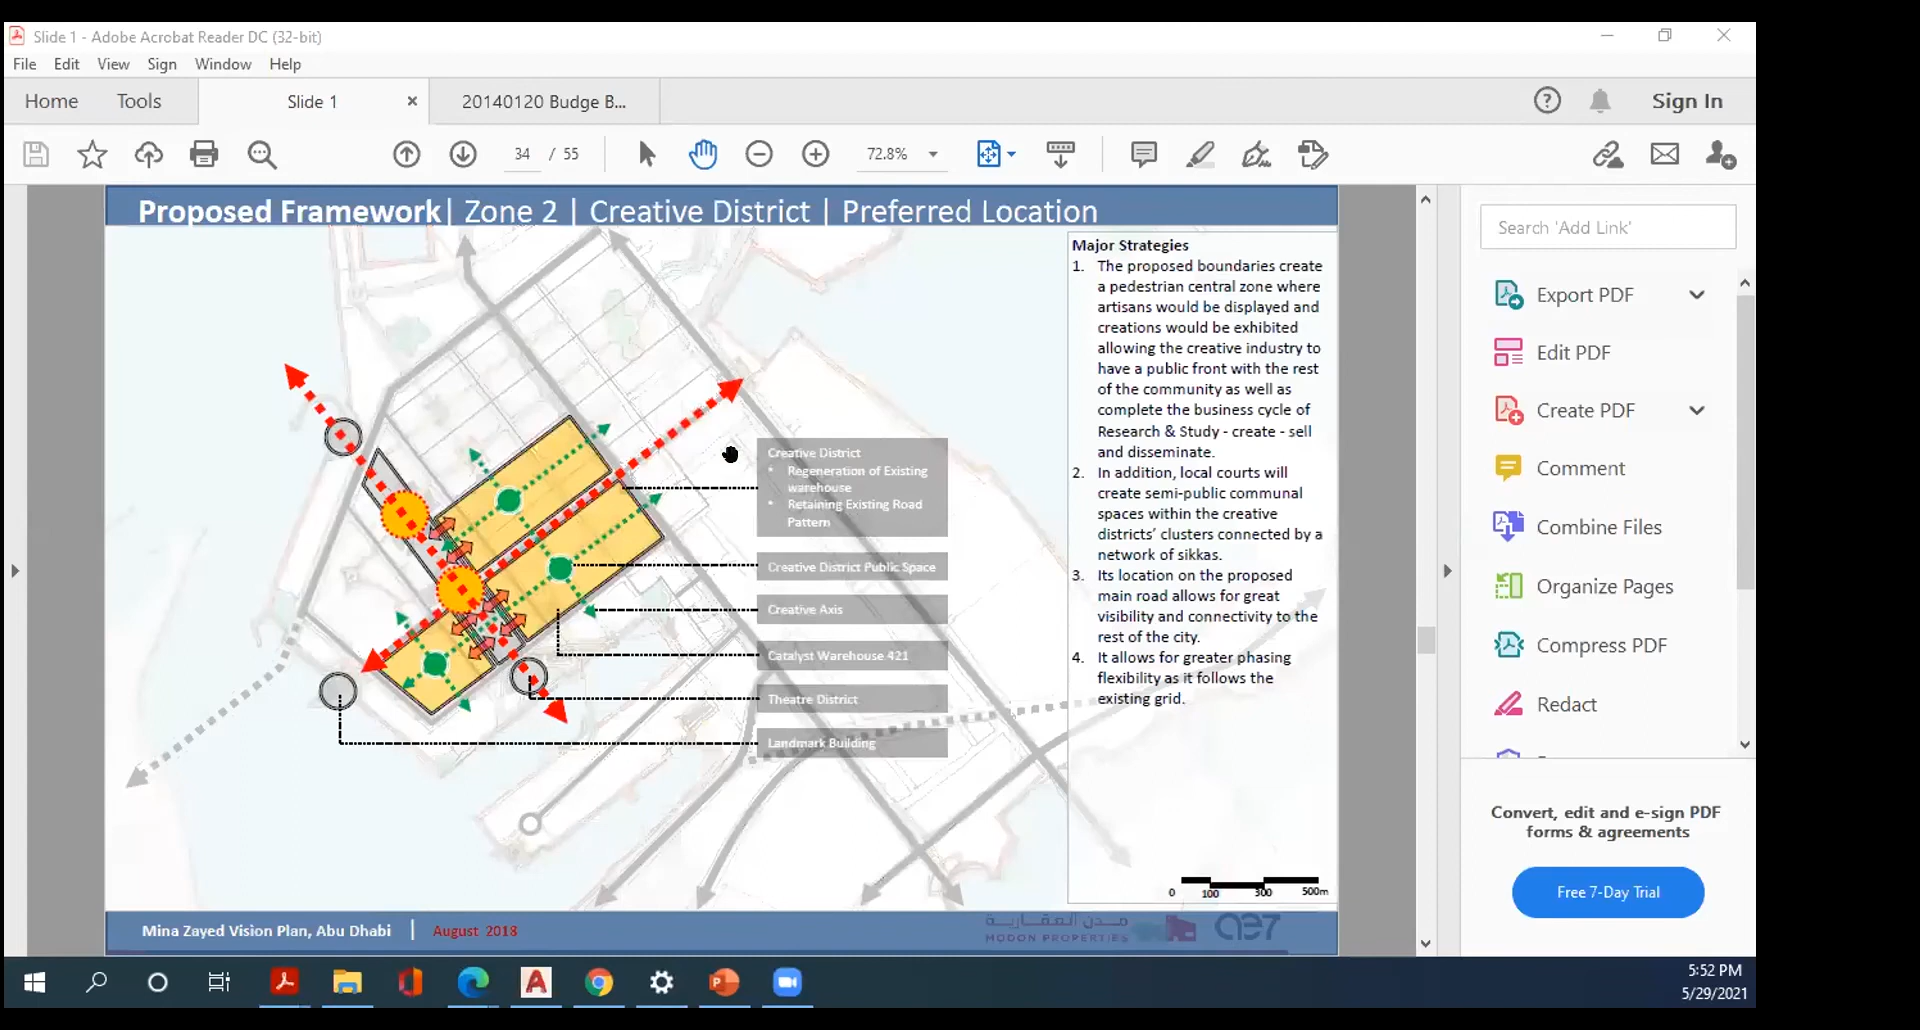 Slide 1 - Adobe Acrobat Reader DC (32-bit)
File Edit View Sign Window Help
Home Tools Slide 1 × 20140120 Budge B... Sign In
34 / 55 72.8%
Proposed Framework| Zone 2 | Creative District | Preferred Location
Creative District
• Regeneration of Existing
warehouse
• Retaining Existing Road
Pattern
Creative District Public Space
Creative Axis
Catalyst Warehouse 421
Theatre District
Landmark Building
Major Strategies
1. The proposed boundaries create
a pedestrian central zone where
artisans would be displayed and
creations would be exhibited
allowing the creative industry to
have a public front with the rest
of the community as well as
complete the business cycle of
Research & Study - create - sell
and disseminate.
2. In addition, local courts will
create semi-public communal
spaces within the creative
districts’ clusters connected by a
network of sikkas.
3. Its location on the proposed
main road allows for great
visibility and connectivity to the
rest of the city.
4. It allows for greater phasing
flexibility as it follows the
existing grid.
0 100 300 500m
Mina Zayed Vision Plan, Abu Dhabi | August 2018
مدن العقارية
MODON PROPERTIES
Search 'Add Link'
Export PDF
Edit PDF
Create PDF
Comment
Combine Files
Organize Pages
Compress PDF
Redact
Convert, edit and e-sign PDF
forms & agreements
Free 7-Day Trial
5:52 PM
5/29/2021